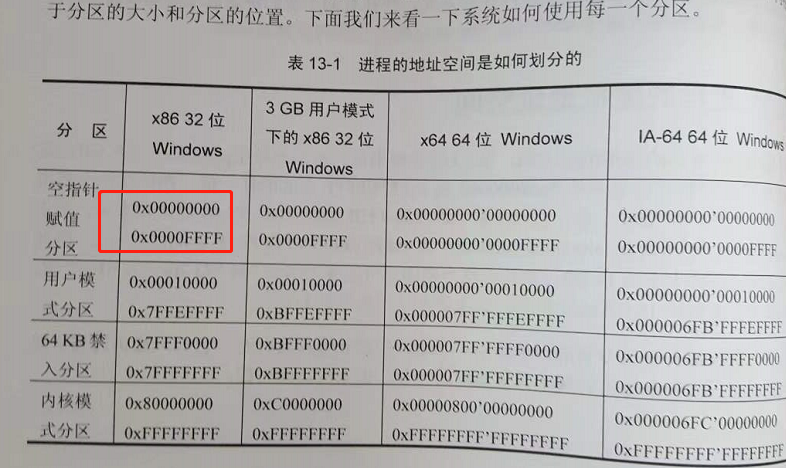 于分区的大小和分区的位置。下面我们来看一下系统如何使用每一个分区。
表 13-1 进程的地址空间是如何划分的
分 区
x86 32 位
Windows
3 GB 用户模式
下的 x86 32 位
Windows
x64 64 位 Windows
IA-64 64 位 Windows
空指针
赋值
分区
0x00000000
0x0000FFFF
0x00000000
0x0000FFFF
0x00000000'00000000
0x00000000'0000FFFF
0x00000000'00000000
0x00000000'0000FFFF
用户模
式分区
0x00010000
0x7FFEFFFF
0x00010000
0xBFFEFFFF
0x00000000'00010000
0x000007FF'FFFEFFFF
0x00000000'00010000
0x000006FB'FFFEFFFF
64 KB 禁
入分区
0x7FFF0000
0x7FFFFFFF
0xBFFF0000
0xBFFFFFFF
0x000007FF'FFFF0000
0x000007FF'FFFFFFFF
0x000006FB'FFFF0000
0x000006FB'FFFFFFFF
内核模
式分区
0x80000000
0xFFFFFFFF
0xC0000000
0xFFFFFFFF
0x00000800'00000000
0xFFFFFFFF'FFFFFFFF
0x000006FC'00000000
0xFFFFFFFF'FFFFFFFF